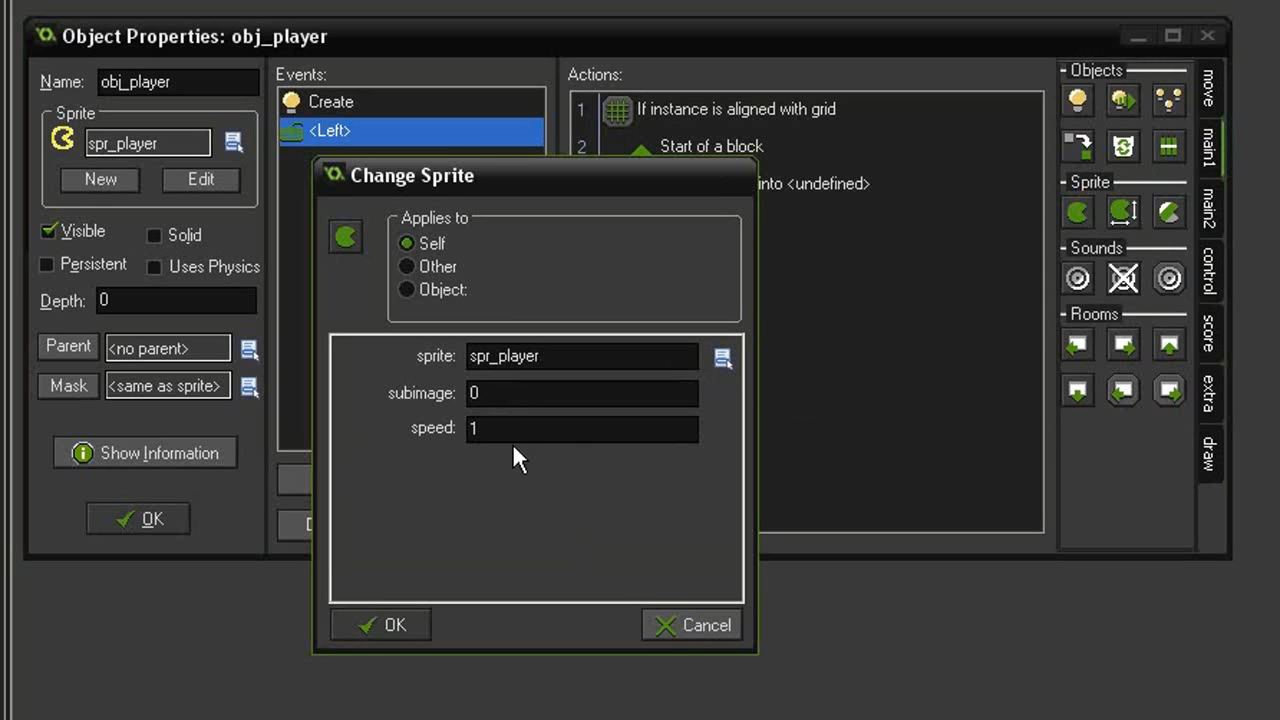 Object Properties: obj_player
Name: obj_player
Sprite
spr_player
New Edit
Visible Solid
Persistent Uses Physics
Depth: 0
Parent <no parent>
Mask <same as sprite>
Show Information
OK
Events:
Create
<Left>
Actions:
1 If instance is aligned with grid
2 Start of a block
into <undefined>
Change Sprite
Applies to
Self
Other
Object:
sprite: spr_player
subimage: 0
speed: 1
OK Cancel
Objects
Sprite
Sounds
Rooms
move
main1
main2
control
score
extra
draw